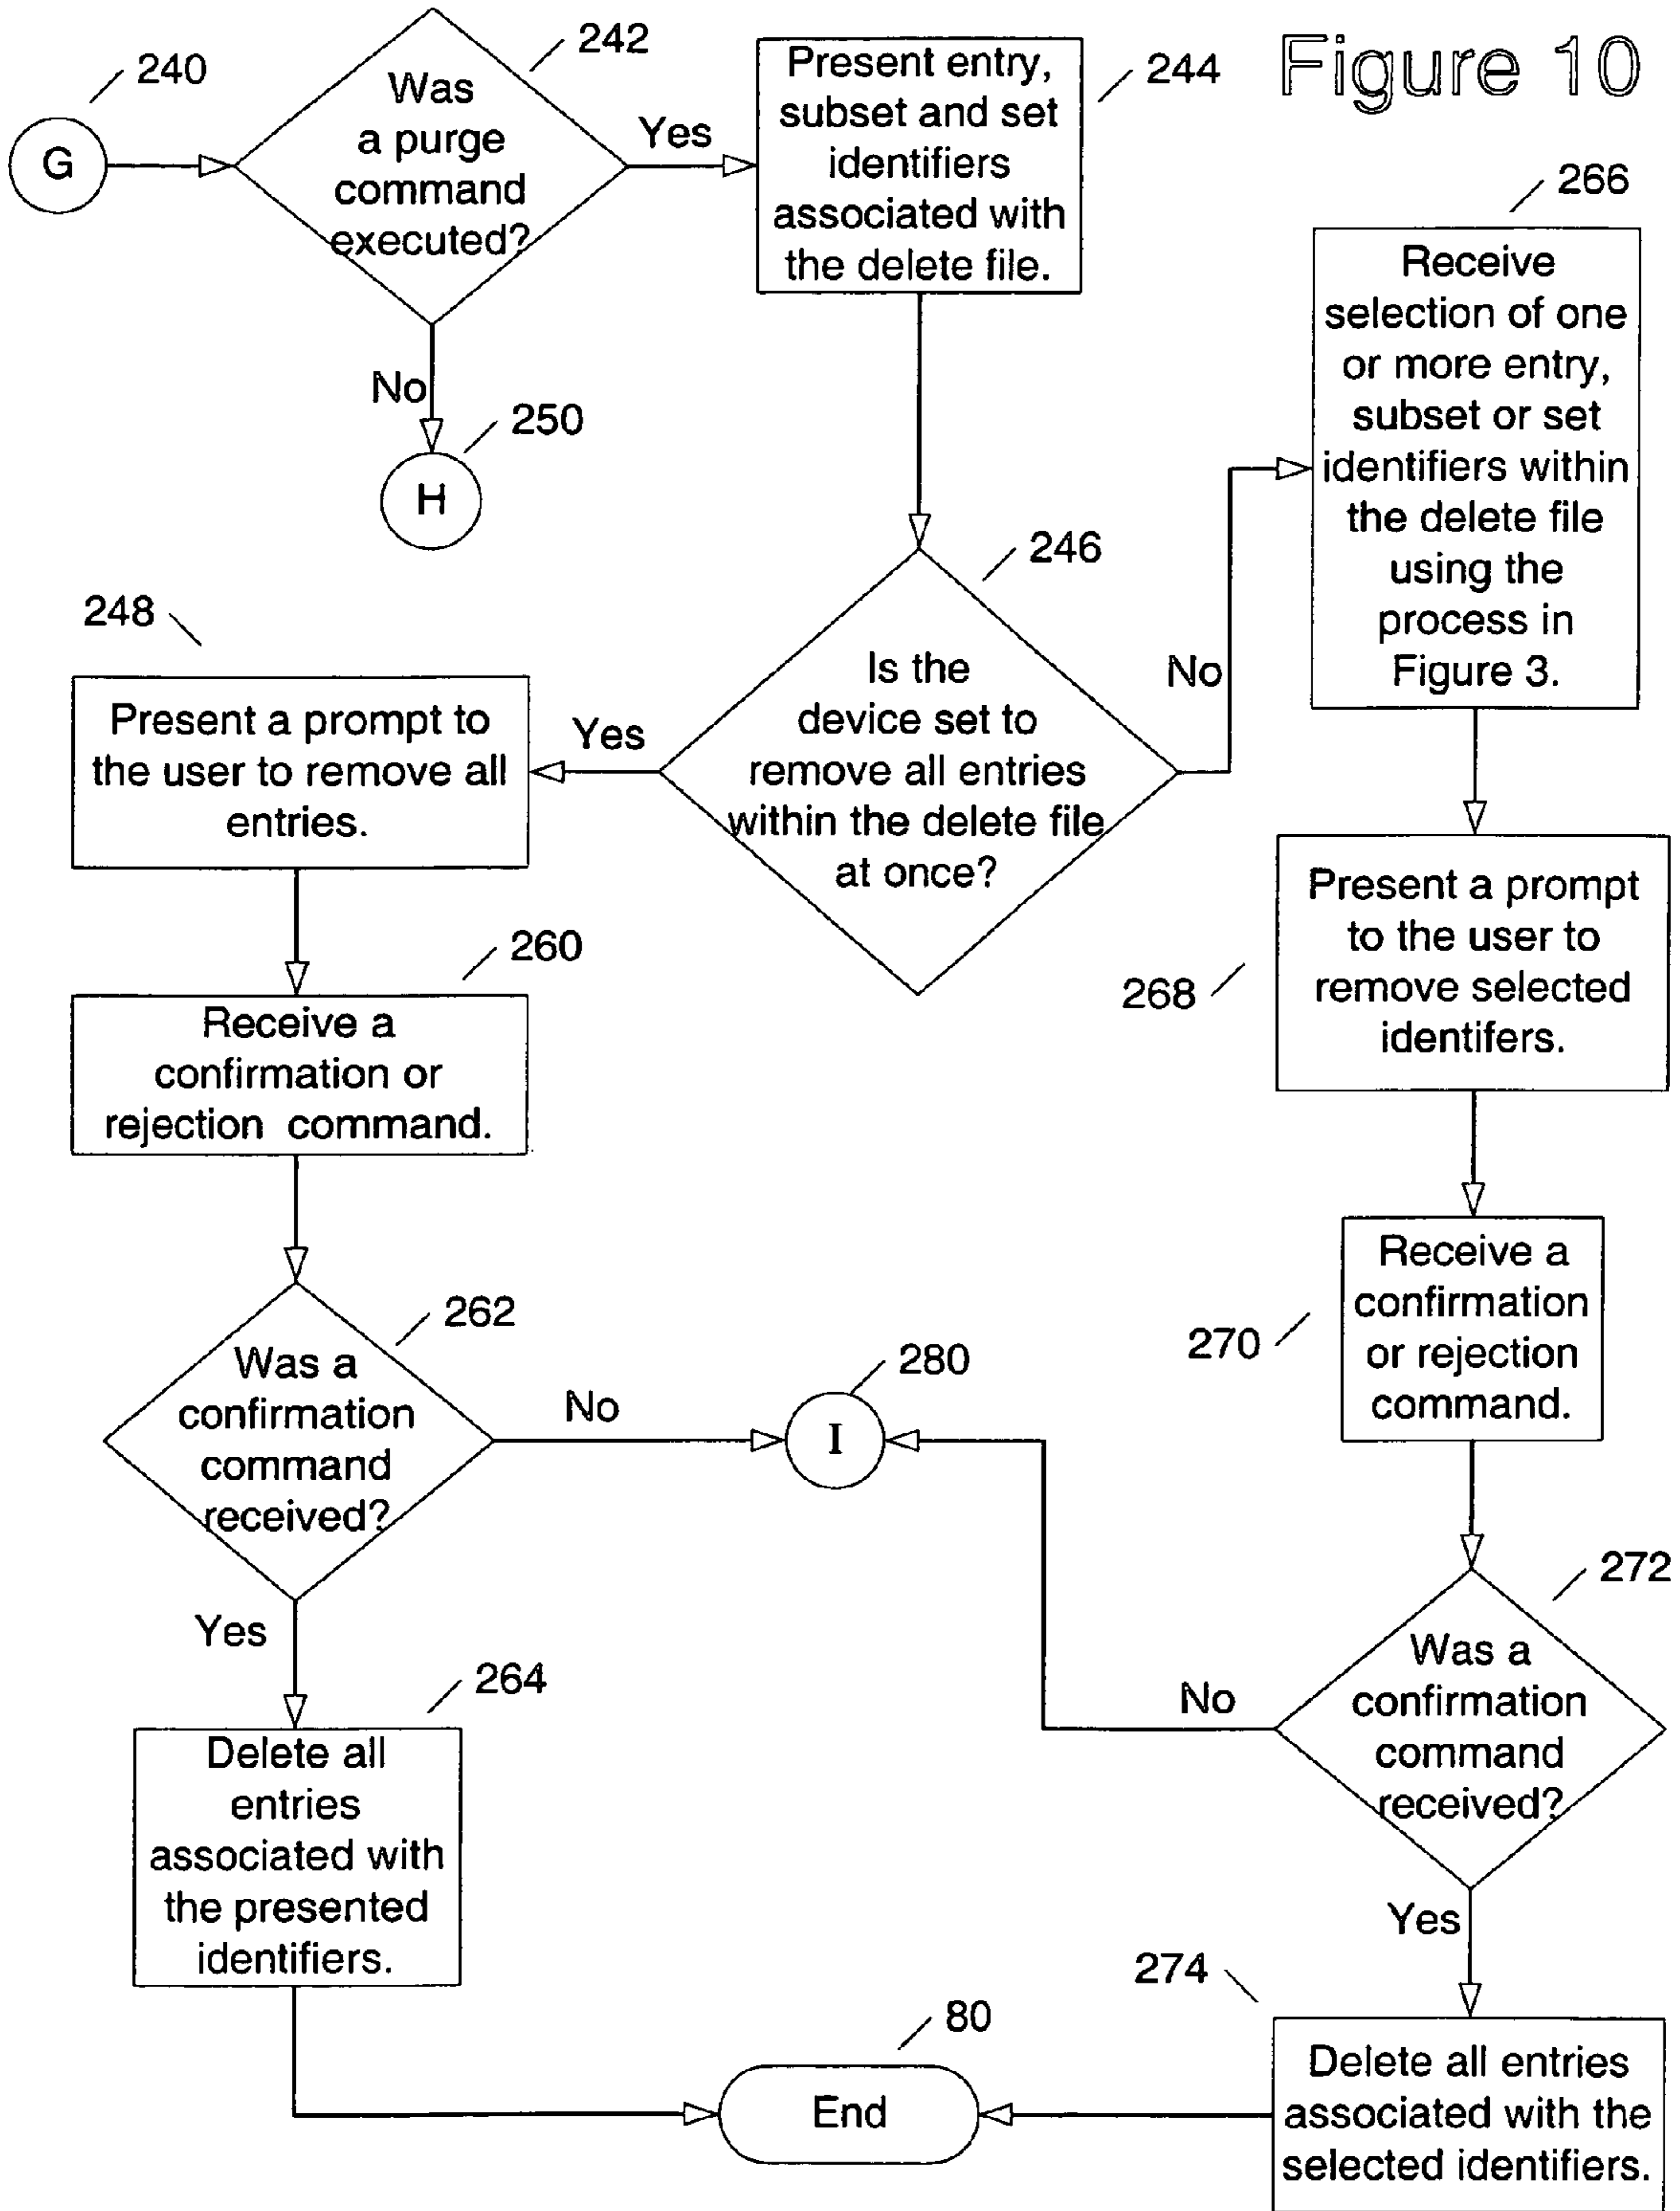 Figure 10
240
G
242
Was
a purge
command
executed?
Yes
244
Present entry,
subset and set
identifiers
associated with
the delete file.
No
250
H
246
Is the
device set to
remove all entries
within the delete file
at once?
Yes
No
248
Present a prompt to
the user to remove all
entries.
260
Receive a
confirmation or
rejection command.
262
Was a
confirmation
command
received?
No
280
I
Yes
264
Delete all
entries
associated with
the presented
identifiers.
266
Receive
selection of one
or more entry,
subset or set
identifiers within
the delete file
using the
process in
Figure 3.
268
Present a prompt
to the user to
remove selected
identifers.
270
Receive a
confirmation
or rejection
command.
272
Was a
confirmation
command
received?
No
Yes
274
Delete all entries
associated with the
selected identifiers.
80
End